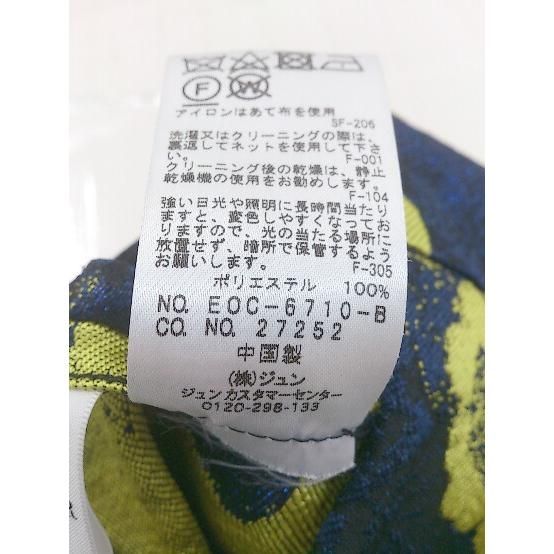 F W
アイロンはあて布を使用
SF-206
洗濯又はクリーニングの際は、
裏返してネットを使用して下さ
い。
F-001
クリーニング後の乾燥は、静止
乾燥機の使用をお勧めします。
F-104
強い日光や照明に長時間当たり
ますと、変色しやすくなってお
りますので、光の当たる場所に
放置せず、暗所で保管するよう
お願いします。
F-305
ポリエステル 100%
NO. EOC-6710-B
CO. NO. 27252
中国製
(株)ジュン
ジュンカスタマーセンター
0120-298-133